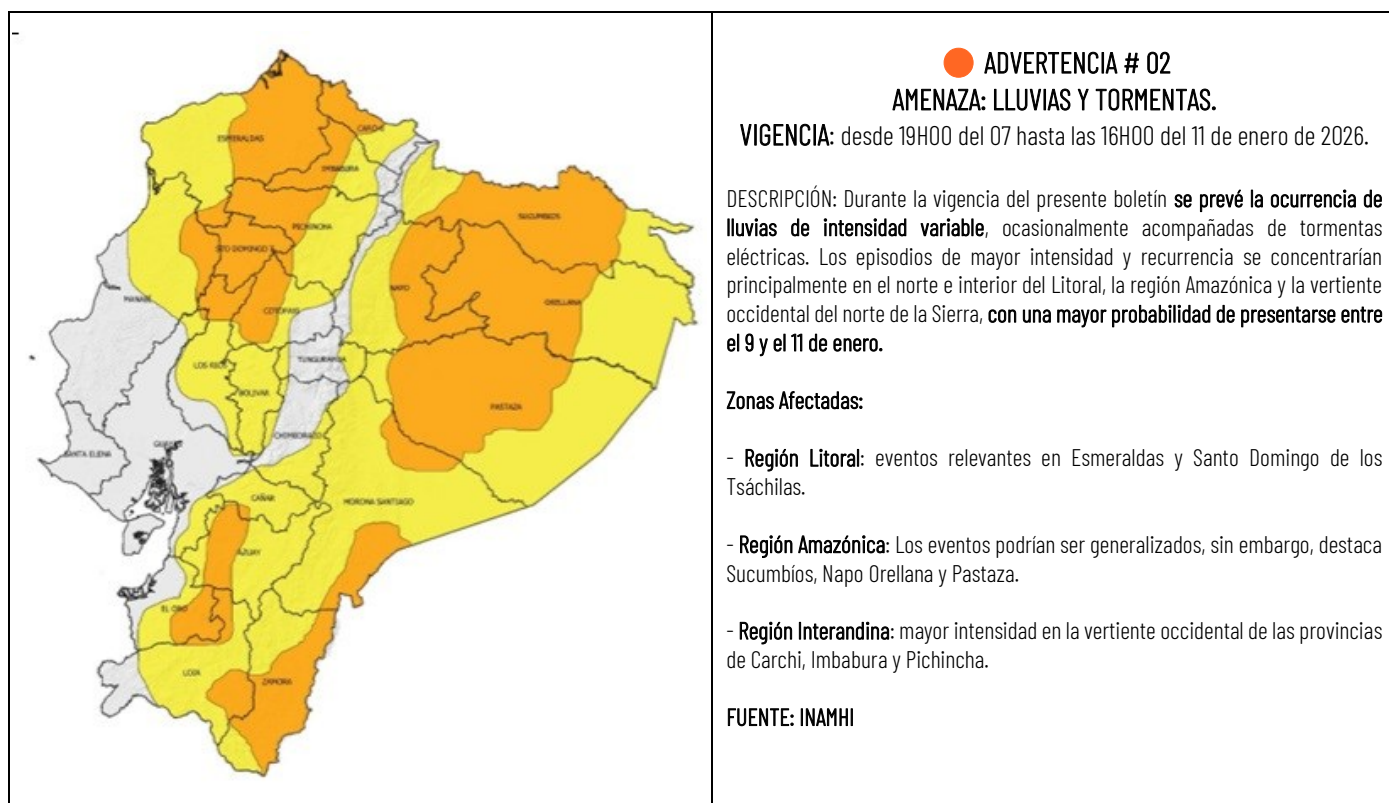 -
ESMERALDAS
CARCHI
IMBABURA
SUCUMBIOS
PICHINCHA
STO DOMINGO T.
NAPO
ORELLANA
MANABI
COTOPAXI
TUNGURAHUA
LOS RIOS
BOLIVAR
PASTAZA
CHIMBORAZO
GUAYAS
SANTA ELENA
CAÑAR
MORONA SANTIAGO
AZUAY
EL ORO
LOJA
ZAMORA
ADVERTENCIA # 02
AMENAZA: LLUVIAS Y TORMENTAS.
VIGENCIA: desde 19H00 del 07 hasta las 16H00 del 11 de enero de 2026.
DESCRIPCIÓN: Durante la vigencia del presente boletín se prevé la ocurrencia de
lluvias de intensidad variable, ocasionalmente acompañadas de tormentas
eléctricas. Los episodios de mayor intensidad y recurrencia se concentrarían
principalmente en el norte e interior del Litoral, la región Amazónica y la vertiente
occidental del norte de la Sierra, con una mayor probabilidad de presentarse entre
el 9 y el 11 de enero.
Zonas Afectadas:
- Región Litoral: eventos relevantes en Esmeraldas y Santo Domingo de los
Tsáchilas.
- Región Amazónica: Los eventos podrían ser generalizados, sin embargo, destaca
Sucumbíos, Napo Orellana y Pastaza.
- Región Interandina: mayor intensidad en la vertiente occidental de las provincias
de Carchi, Imbabura y Pichincha.
FUENTE: INAMHI